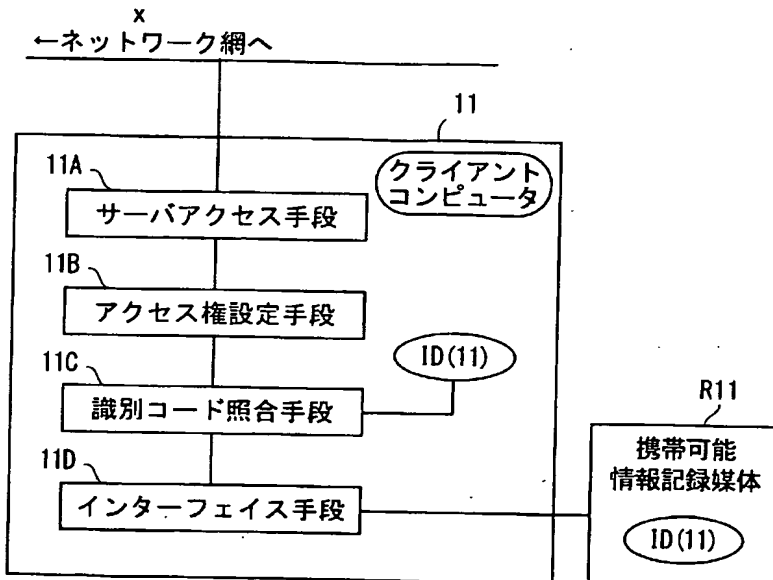 x
←ネットワーク網へ
11
クライアント
コンピュータ
11A
サーバアクセス手段
11B
アクセス権設定手段
ID(11)
11C
識別コード照合手段
R11
携帯可能
情報記録媒体
11D
インターフェイス手段
ID(11)